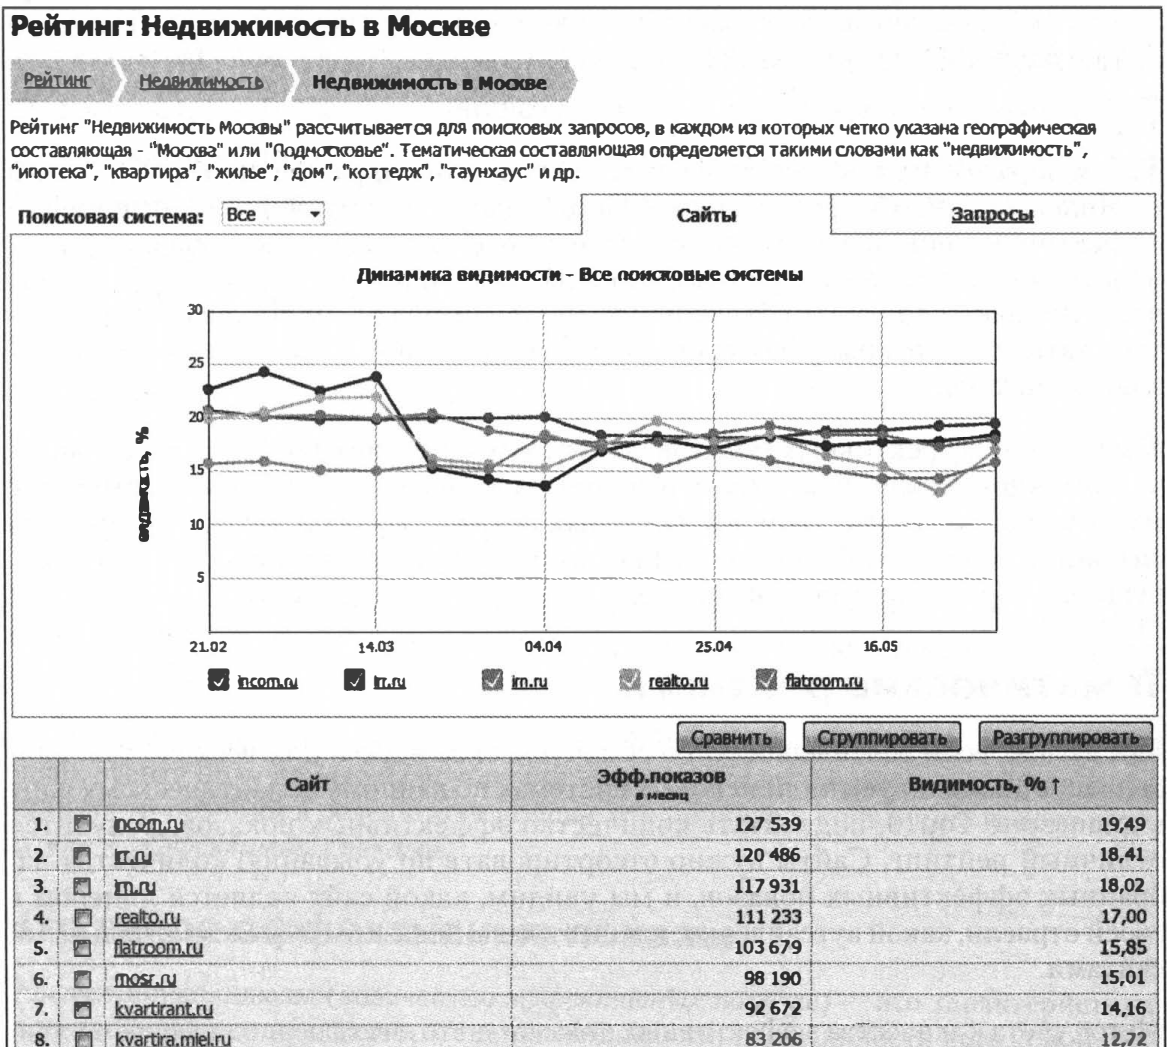 Рейтинг: Недвижимость в Москве
Рейтинг Недвижимость Недвижимость в Москве
Рейтинг "Недвижимость Москвы" рассчитывается для поисковых запросов, в каждом из которых четко указана географическая
составляющая - "Москва" или "Подмосковье". Тематическая составляющая определяется такими словами как "недвижимость",
"ипотека", "квартира", "жилье", "дом", "коттедж", "таунхаус" и др.
Поисковая система: Все Сайты Запросы
Динамика видимости - Все поисковые системы
30
25
20
15
10
5
видимость, %
21.02 14.03 04.04 25.04 16.05
incom.ru irr.ru irn.ru realto.ru flatroom.ru
Сравнить Сгруппировать Разгруппировать
Сайт Эфф.показов в месяц Видимость, % ↑
1. incom.ru 127 539 19,49
2. irr.ru 120 486 18,41
3. irn.ru 117 931 18,02
4. realto.ru 111 233 17,00
5. flatroom.ru 103 679 15,85
6. mosr.ru 98 190 15,01
7. kvartirant.ru 92 672 14,16
8. kvartira.miel.ru 83 206 12,72